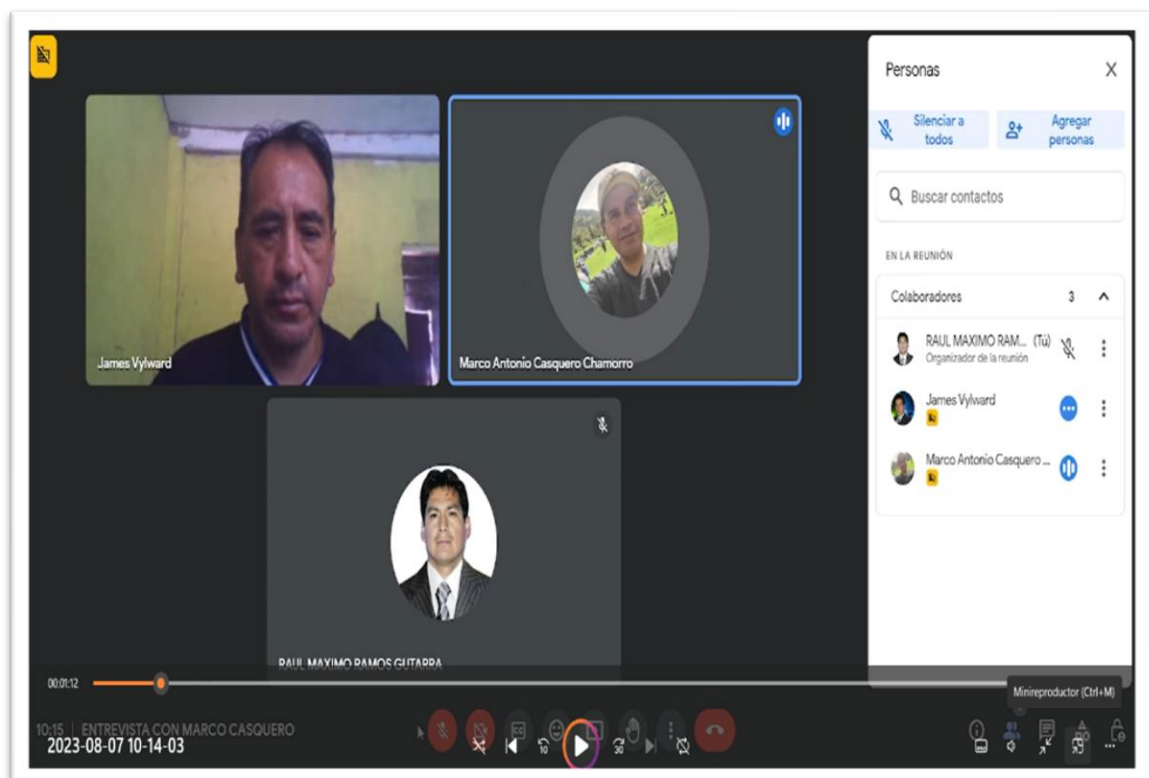 Personas
Silenciar a
todos
Agregar
personas
Buscar contactos
EN LA REUNIÓN
Colaboradores 3
RAUL MAXIMO RAM... (Tú)
Organizador de la reunión
James Vylward
Marco Antonio Casquero ...
James Vylward
Marco Antonio Casquero Chamorro
RAUL MAXIMO RAMOS GUTARRA
00:01:12
Minireproductor (Ctrl+M)
10:15 | ENTREVISTA CON MARCO CASQUERO
2023-08-07 10-14-03
10
30